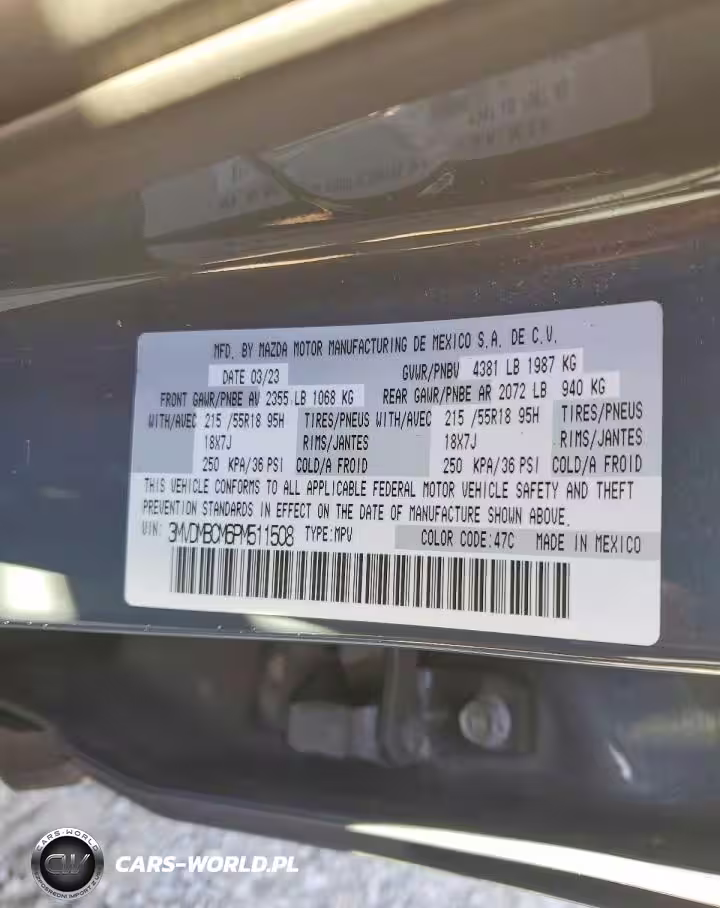 MFD. BY MAZDA MOTOR MANUFACTURING DE MEXICO S.A. DE C.V.
DATE 03/23 GVWR/PNBV 4381 LB 1987 KG
FRONT GAWR/PNBE AV 2355 LB 1068 KG REAR GAWR/PNBE AR 2072 LB 940 KG
WITH/AVEC 215 /55R18 95H TIRES/PNEUS WITH/AVEC 215 /55R18 95H TIRES/PNEUS
18X7J RIMS/JANTES 18X7J RIMS/JANTES
250 KPA/36 PSI COLD/A FROID 250 KPA/36 PSI COLD/A FROID
THIS VEHICLE CONFORMS TO ALL APPLICABLE FEDERAL MOTOR VEHICLE SAFETY AND THEFT
PREVENTION STANDARDS IN EFFECT ON THE DATE OF MANUFACTURE SHOWN ABOVE.
VIN: 3MVDMBCM6PM511508 TYPE:MPV COLOR CODE:47C MADE IN MEXICO
CARS-WORLD
CW
CARS-WORLD.PL